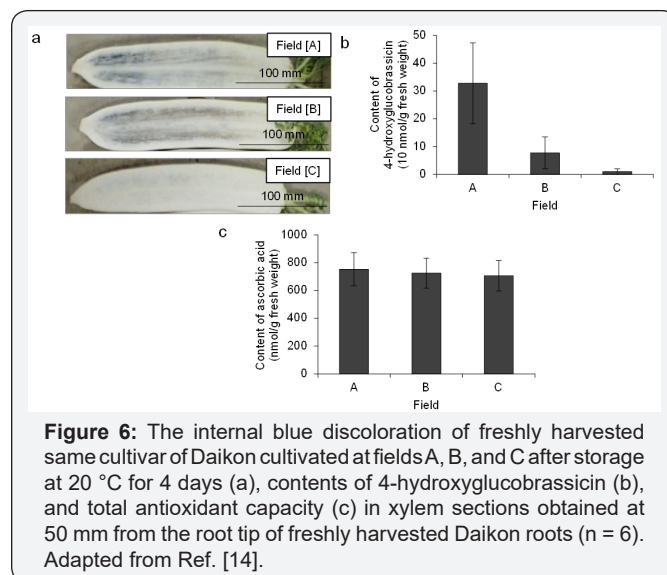 a
Field [A]
100 mm
Field [B]
100 mm
Field [C]
100 mm
b
Content of
4-hydroxyglucobrassicin
(10 nmol/g fresh weight)
50
40
30
20
10
0
A B C
Field
c
Content of ascorbic acid
(nmol/g fresh weight)
1000
800
600
400
200
0
A B C
Field
Figure 6: The internal blue discoloration of freshly harvested
same cultivar of Daikon cultivated at fields A, B, and C after storage
at 20 °C for 4 days (a), contents of 4-hydroxyglucobrassicin (b),
and total antioxidant capacity (c) in xylem sections obtained at
50 mm from the root tip of freshly harvested Daikon roots (n = 6).
Adapted from Ref. [14].